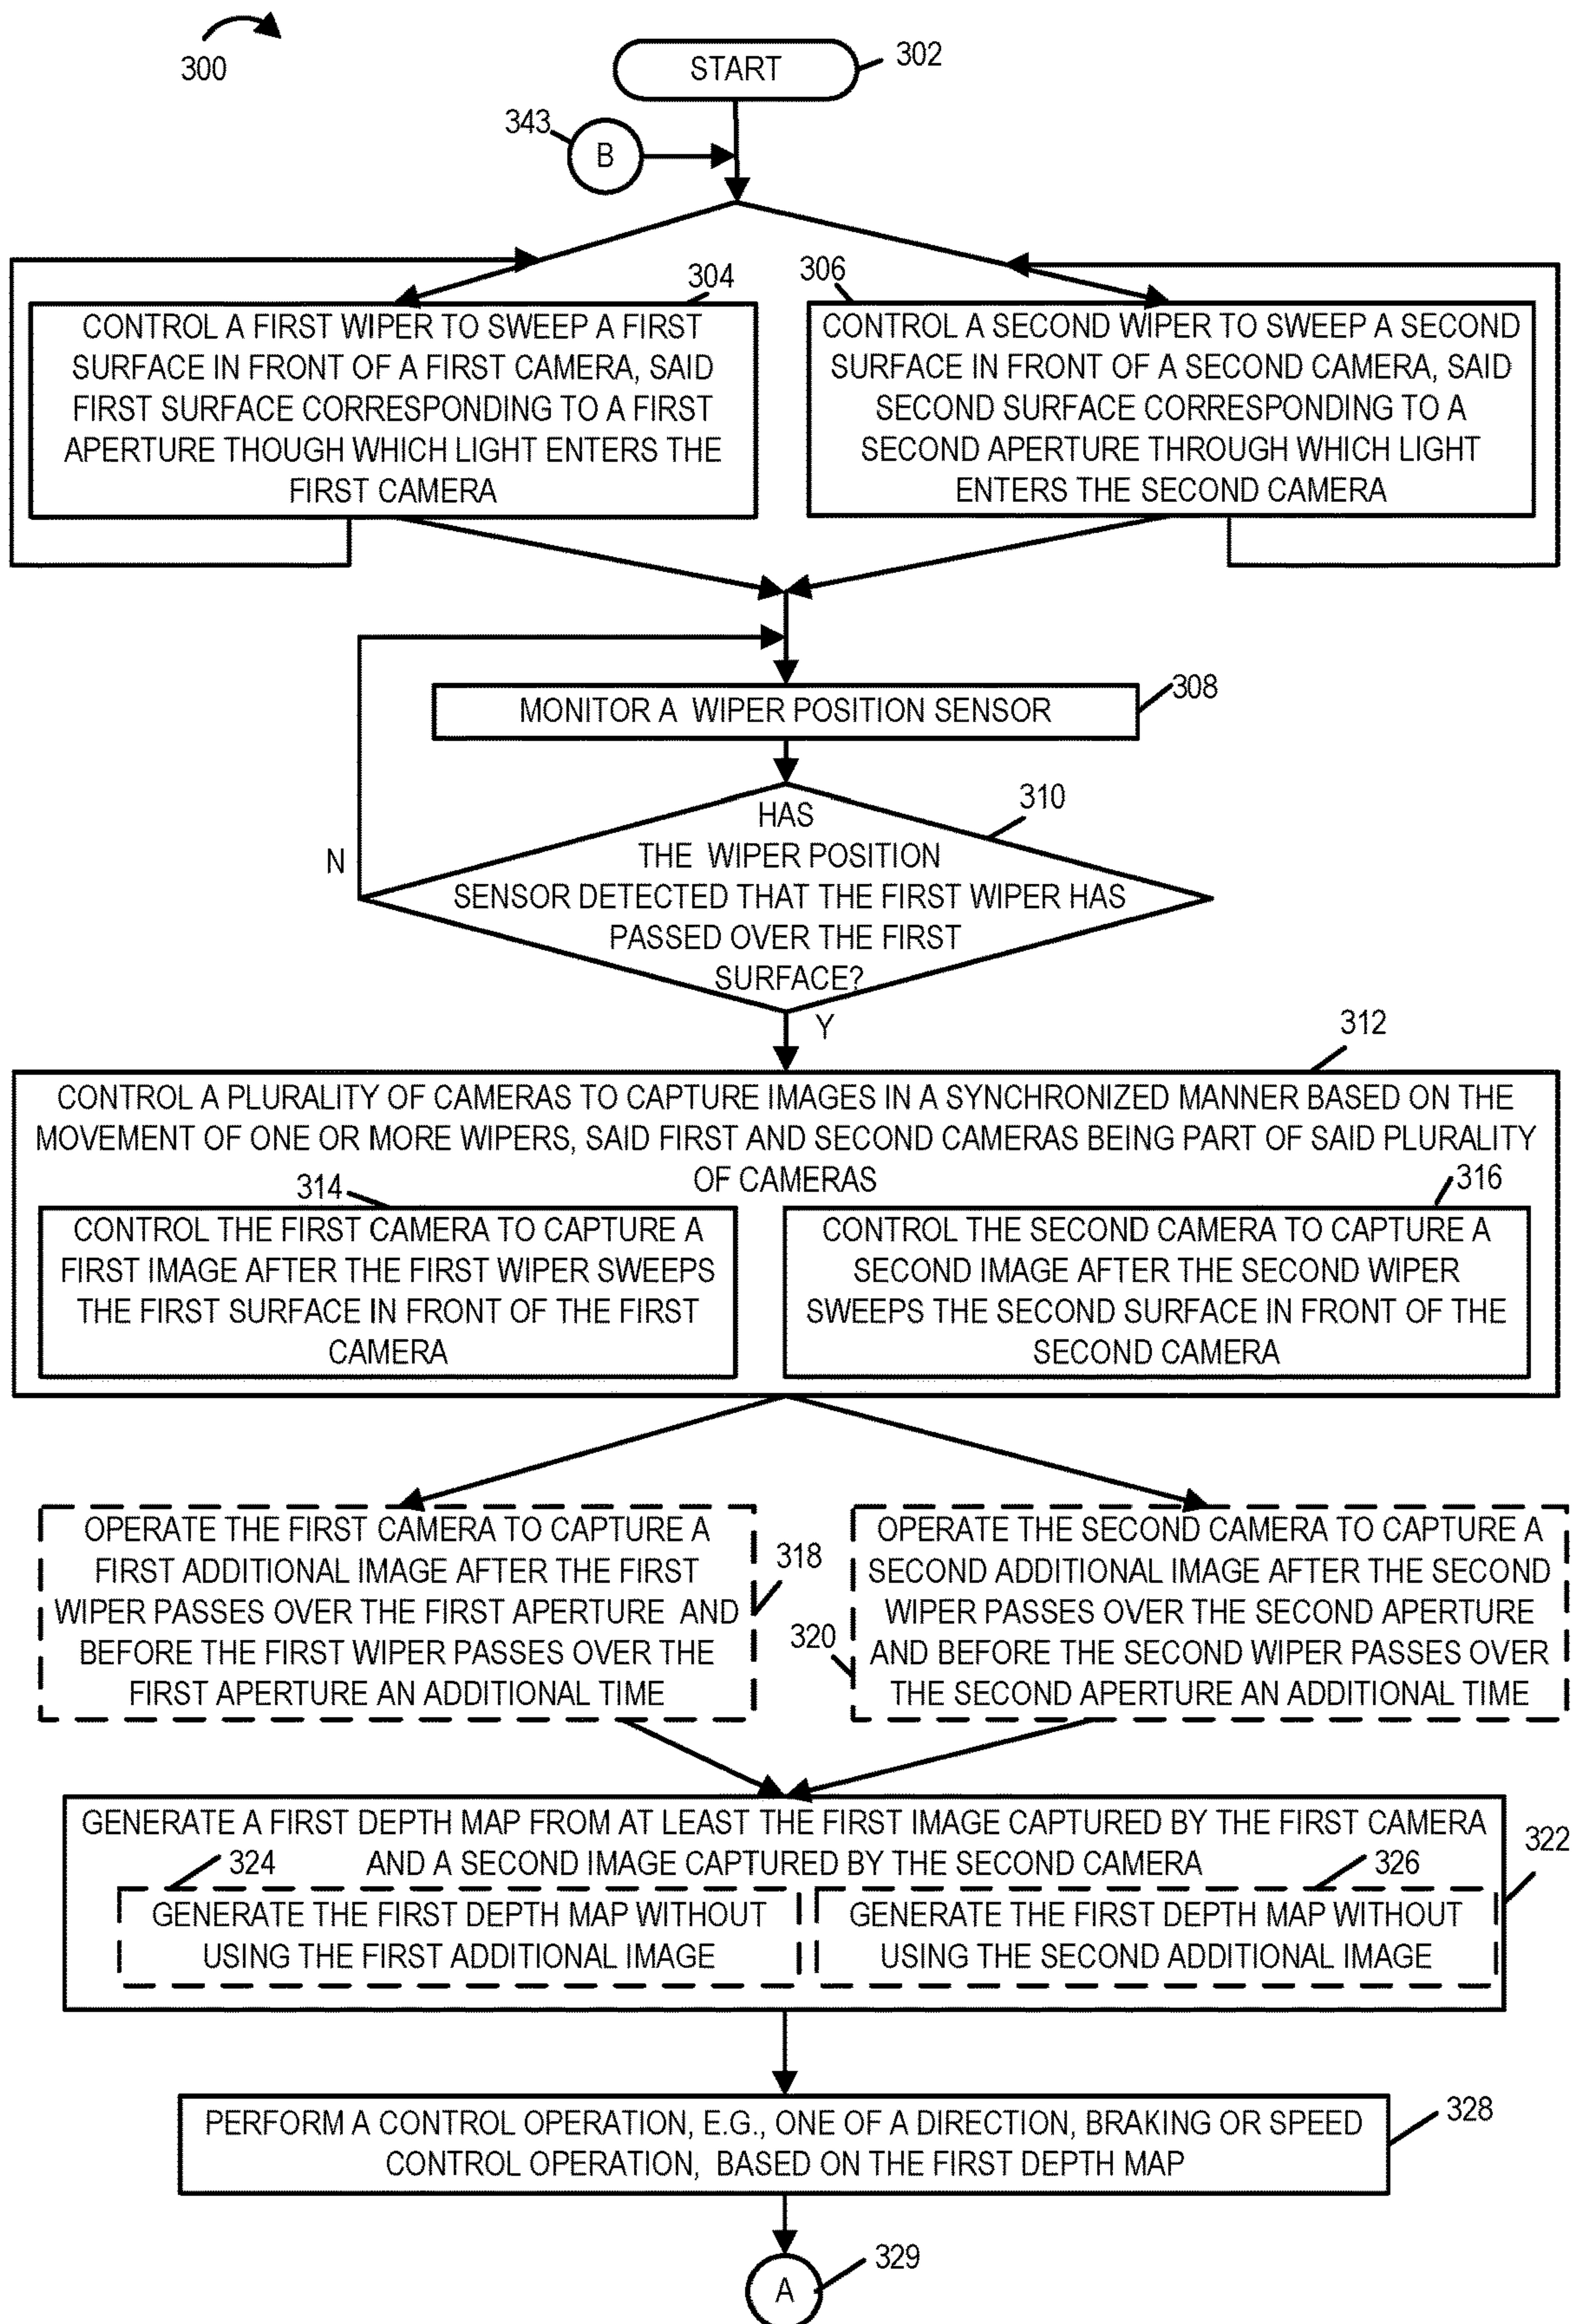 300
START
302
343
B
304
306
CONTROL A FIRST WIPER TO SWEEP A FIRST
SURFACE IN FRONT OF A FIRST CAMERA, SAID
FIRST SURFACE CORRESPONDING TO A FIRST
APERTURE THOUGH WHICH LIGHT ENTERS THE
FIRST CAMERA
CONTROL A SECOND WIPER TO SWEEP A SECOND
SURFACE IN FRONT OF A SECOND CAMERA, SAID
SECOND SURFACE CORRESPONDING TO A
SECOND APERTURE THROUGH WHICH LIGHT
ENTERS THE SECOND CAMERA
MONITOR A WIPER POSITION SENSOR
308
310
HAS
THE WIPER POSITION
SENSOR DETECTED THAT THE FIRST WIPER HAS
PASSED OVER THE FIRST
SURFACE?
N
Y
312
CONTROL A PLURALITY OF CAMERAS TO CAPTURE IMAGES IN A SYNCHRONIZED MANNER BASED ON THE
MOVEMENT OF ONE OR MORE WIPERS, SAID FIRST AND SECOND CAMERAS BEING PART OF SAID PLURALITY
OF CAMERAS
314
316
CONTROL THE FIRST CAMERA TO CAPTURE A
FIRST IMAGE AFTER THE FIRST WIPER SWEEPS
THE FIRST SURFACE IN FRONT OF THE FIRST
CAMERA
CONTROL THE SECOND CAMERA TO CAPTURE A
SECOND IMAGE AFTER THE SECOND WIPER
SWEEPS THE SECOND SURFACE IN FRONT OF THE
SECOND CAMERA
OPERATE THE FIRST CAMERA TO CAPTURE A
FIRST ADDITIONAL IMAGE AFTER THE FIRST
WIPER PASSES OVER THE FIRST APERTURE AND
BEFORE THE FIRST WIPER PASSES OVER THE
FIRST APERTURE AN ADDITIONAL TIME
318
320
OPERATE THE SECOND CAMERA TO CAPTURE A
SECOND ADDITIONAL IMAGE AFTER THE SECOND
WIPER PASSES OVER THE SECOND APERTURE
AND BEFORE THE SECOND WIPER PASSES OVER
THE SECOND APERTURE AN ADDITIONAL TIME
GENERATE A FIRST DEPTH MAP FROM AT LEAST THE FIRST IMAGE CAPTURED BY THE FIRST CAMERA
AND A SECOND IMAGE CAPTURED BY THE SECOND CAMERA
322
324
326
GENERATE THE FIRST DEPTH MAP WITHOUT
USING THE FIRST ADDITIONAL IMAGE
GENERATE THE FIRST DEPTH MAP WITHOUT
USING THE SECOND ADDITIONAL IMAGE
PERFORM A CONTROL OPERATION, E.G., ONE OF A DIRECTION, BRAKING OR SPEED
CONTROL OPERATION, BASED ON THE FIRST DEPTH MAP
328
A
329